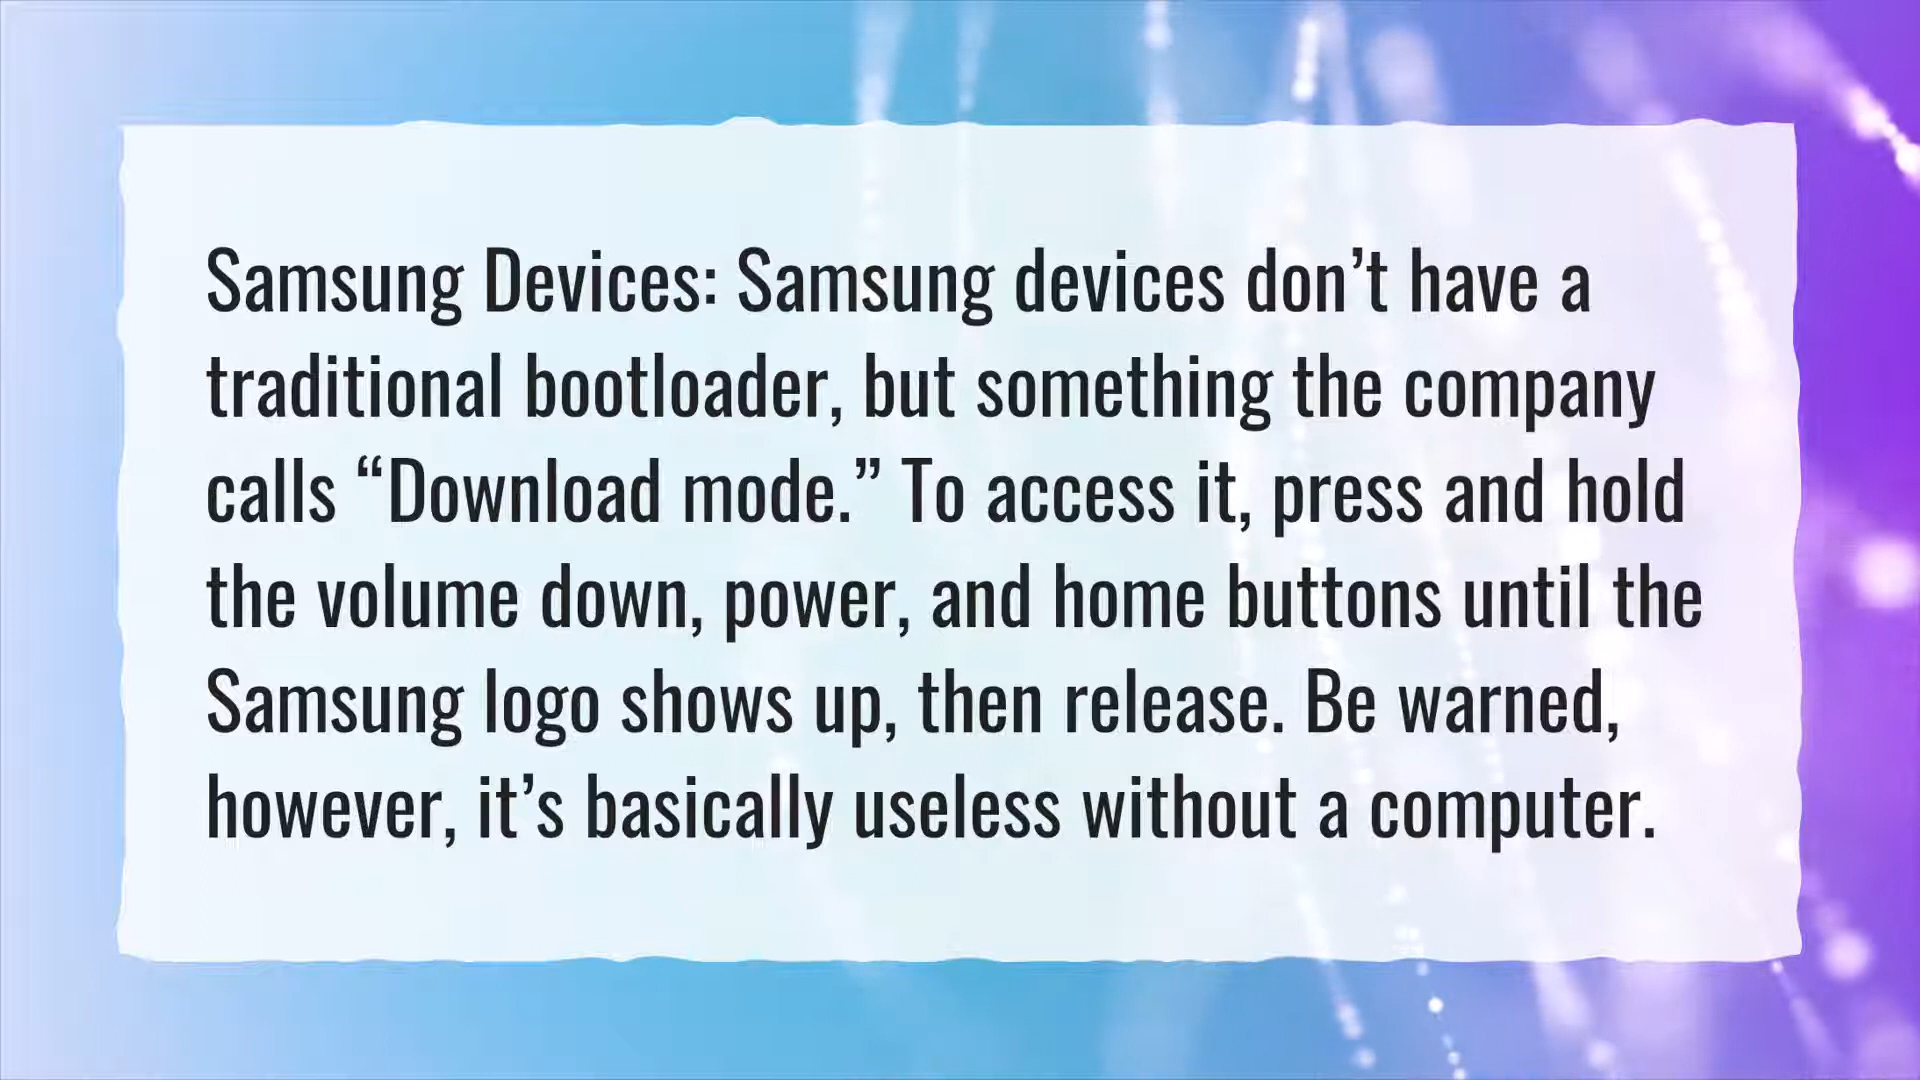 Samsung Devices: Samsung devices don’t have a
traditional bootloader, but something the company
calls “Download mode.” To access it, press and hold
the volume down, power, and home buttons until the
Samsung logo shows up, then release. Be warned,
however, it’s basically useless without a computer.